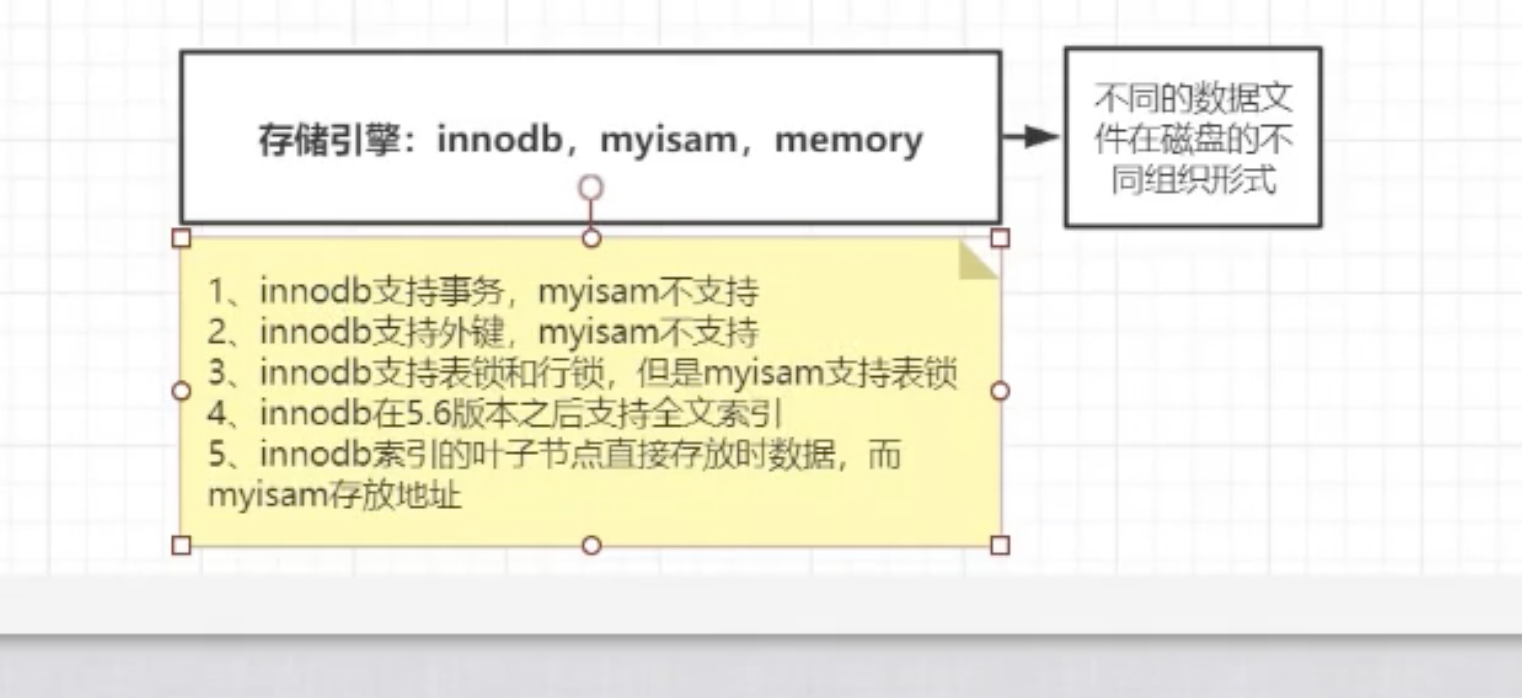 存储引擎：innodb，myisam，memory
不同的数据文
件在磁盘的不
同组织形式
1、innodb支持事务，myisam不支持
2、innodb支持外键，myisam不支持
3、innodb支持表锁和行锁，但是myisam支持表锁
4、innodb在5.6版本之后支持全文索引
5、innodb索引的叶子节点直接存放时数据，而
myisam存放地址